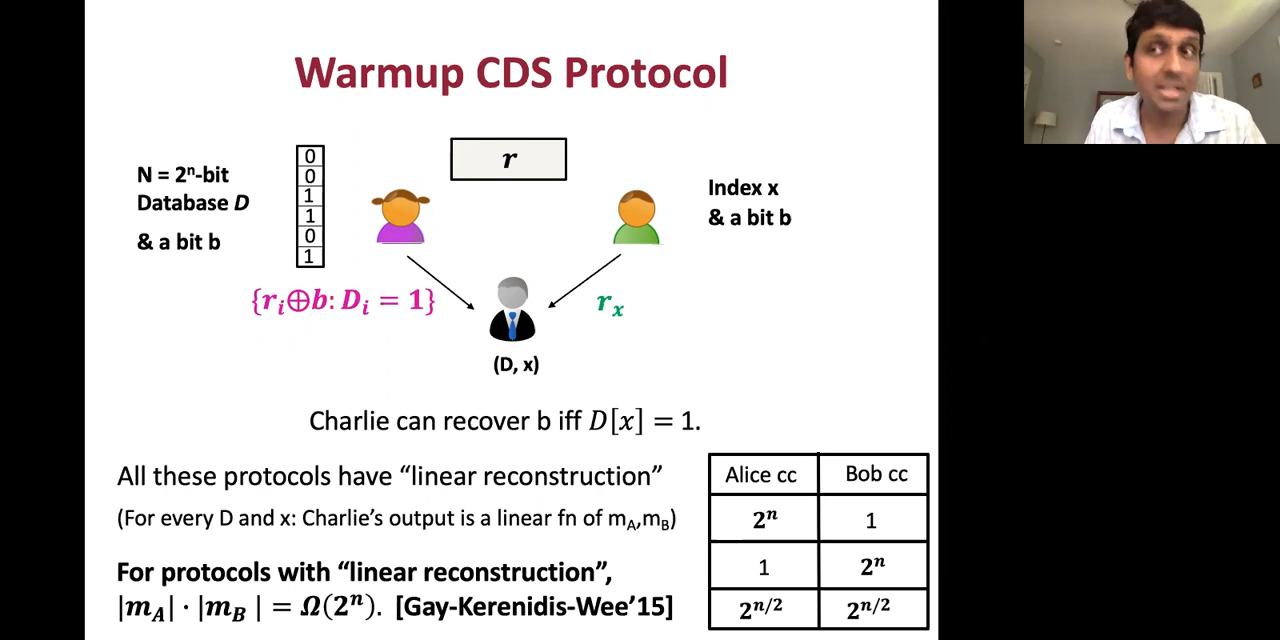 Warmup CDS Protocol
N = 2ⁿ-bit
Database D
& a bit b
0
0
1
1
0
1
r
Index x
& a bit b
{rᵢ⊕b: Dᵢ = 1}
rₓ
(D, x)
Charlie can recover b iff D[x] = 1.
All these protocols have “linear reconstruction”
(For every D and x: Charlie’s output is a linear fn of m_A,m_B)
For protocols with “linear reconstruction”,
|m_A| · |m_B| = Ω(2ⁿ). [Gay-Kerenidis-Wee’15]
Alice cc Bob cc
2ⁿ 1
1 2ⁿ
2^{n/2} 2^{n/2}